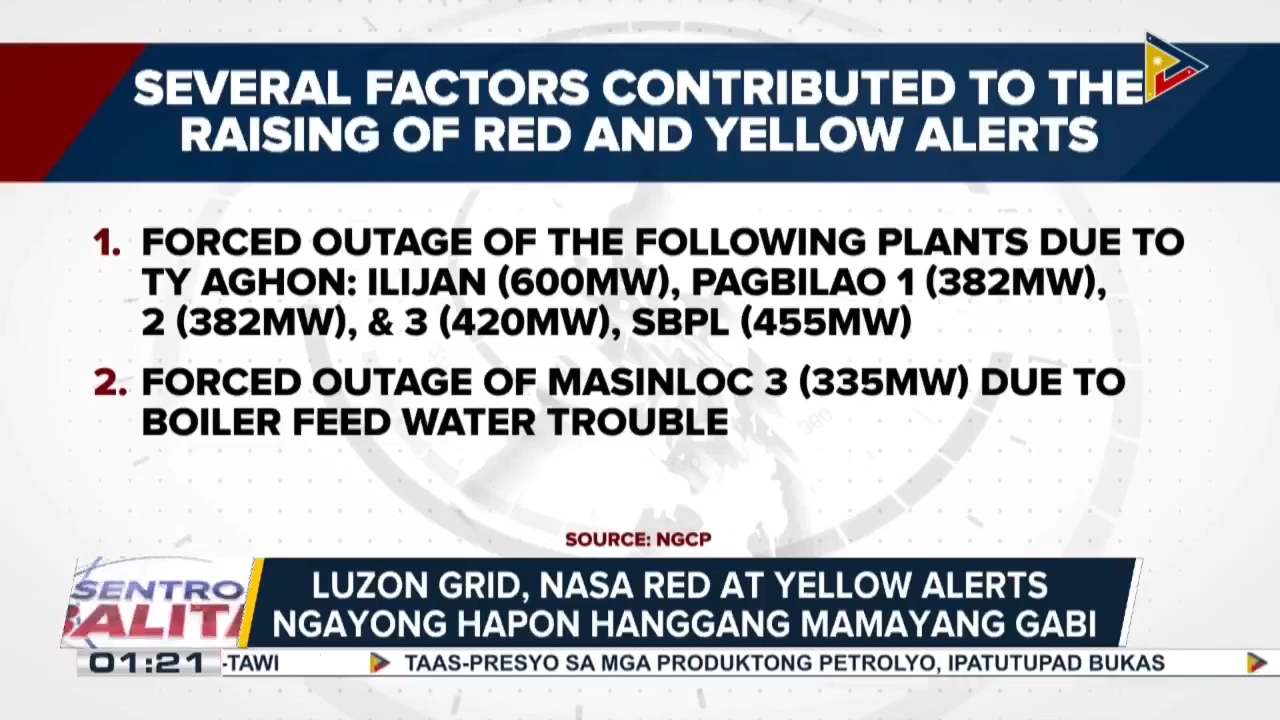 SEVERAL FACTORS CONTRIBUTED TO THE
RAISING OF RED AND YELLOW ALERTS
1. FORCED OUTAGE OF THE FOLLOWING PLANTS DUE TO
TY AGHON: ILIJAN (600MW), PAGBILAO 1 (382MW),
2 (382MW), & 3 (420MW), SBPL (455MW)
2. FORCED OUTAGE OF MASINLOC 3 (335MW) DUE TO
BOILER FEED WATER TROUBLE
SOURCE: NGCP
SENTRO
BALITA
LUZON GRID, NASA RED AT YELLOW ALERTS
NGAYONG HAPON HANGGANG MAMAYANG GABI
01:21
-TAWI TAAS-PRESYO SA MGA PRODUKTONG PETROLYO, IPATUTUPAD BUKAS